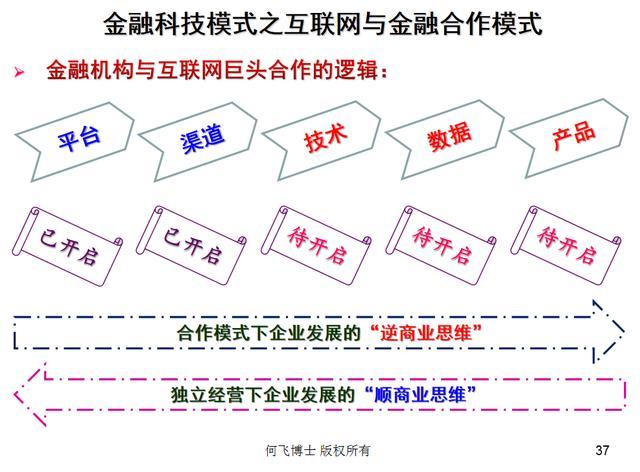 金融科技模式之互联网与金融合作模式
金融机构与互联网巨头合作的逻辑：
平台 渠道 技术 数据 产品
已开启 已开启 待开启 待开启 待开启
合作模式下企业发展的“逆商业思维”
独立经营下企业发展的“顺商业思维”
何飞博士 版权所有 37